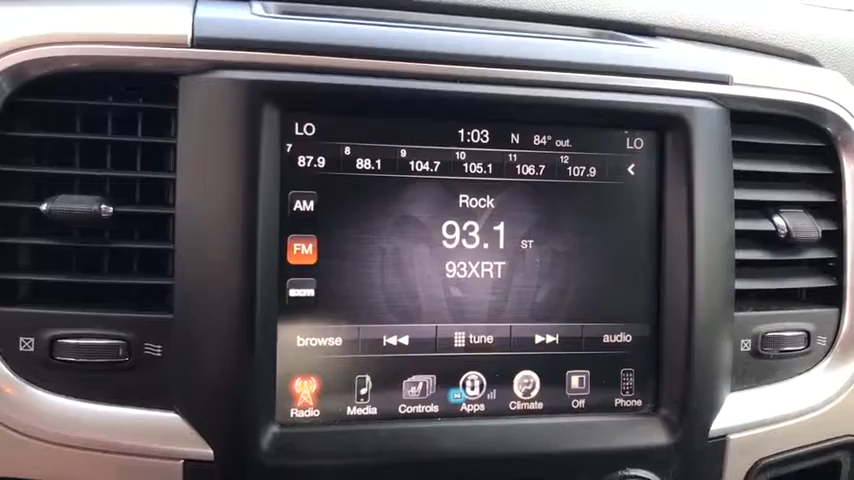 LO 1:03 N 84° out. LO
7 8 9 10 11 12
87.9 88.1 104.7 105.1 106.7 107.9
AM Rock
FM 93.1 ST
93XRT
browse tune audio
Radio Media Controls Apps Climate Off Phone